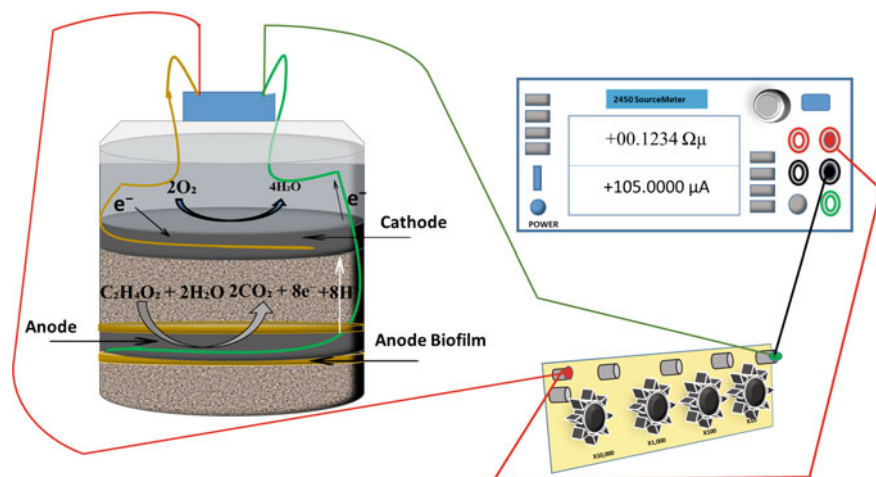 2450 SourceMeter
+00.1234 Ωμ
+105.0000 μA
POWER
2O₂
4H₂O
e⁻
e⁻
Cathode
C₂H₄O₂ + 2H₂O 2CO₂ + 8e⁻ +8H
Anode
Anode Biofilm
X10,000
X1,000
X100